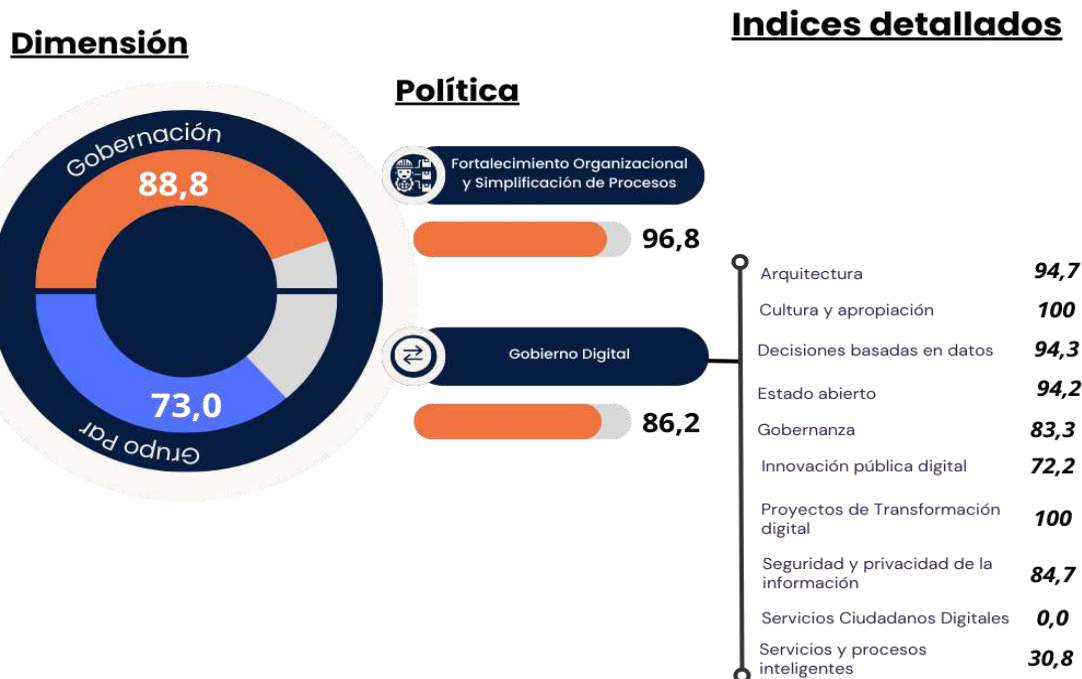 Dimensión
Gobernación
88,8
73,0
Grupo Par
Política
Fortalecimiento Organizacional
y Simplificación de Procesos
96,8
Gobierno Digital
86,2
Indices detallados
Arquitectura 94,7
Cultura y apropiación 100
Decisiones basadas en datos 94,3
Estado abierto 94,2
Gobernanza 83,3
Innovación pública digital 72,2
Proyectos de Transformación
digital 100
Seguridad y privacidad de la
información 84,7
Servicios Ciudadanos Digitales 0,0
Servicios y procesos
inteligentes 30,8